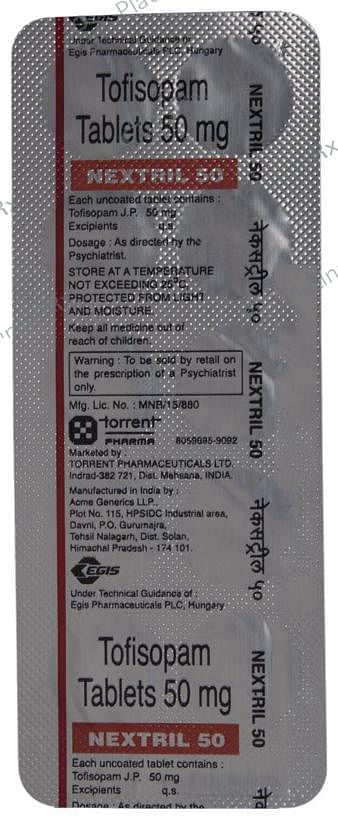 EGIS
Under Technical Guidance of :
Egis Pharmaceuticals PLC, Hungary
Tofisopam
Tablets 50 mg
NEXTRIL 50
Each uncoated tablet contains :
Tofisopam J.P. 50 mg
Excipients q.s.
Dosage : As directed by the
Psychiatrist.
STORE AT A TEMPERATURE
NOT EXCEEDING 25°C.
PROTECTED FROM LIGHT
AND MOISTURE.
Keep all medicine out of
reach of children.
Warning : To be sold by retail on
the prescription of a Psychiatrist
only.
Mfg. Lic. No. : MNB/15/880
torrent
PHARMA 8059695-9092
Marketed by :
TORRENT PHARMACEUTICALS LTD.
Indrad-382 721, Dist. Mehsana, INDIA.
Manufactured in India by :
Acme Generics LLP.,
Plot No. 115, HPSIDC Industrial area,
Davni, P.O. Gurumajra,
Tehsil Nalagarh, Dist. Solan,
Himachal Pradesh - 174 101.
EGIS
Under Technical Guidance of :
Egis Pharmaceuticals PLC, Hungary
Tofisopam
Tablets 50 mg
NEXTRIL 50
Each uncoated tablet contains :
Tofisopam J.P. 50 mg
Excipients q.s.
Dosage : As directed by the
NEXTRIL 50
नेक्सट्रील ५०
NEXTRIL 50
नेक्सट्रील ५०
NEXTRIL 50